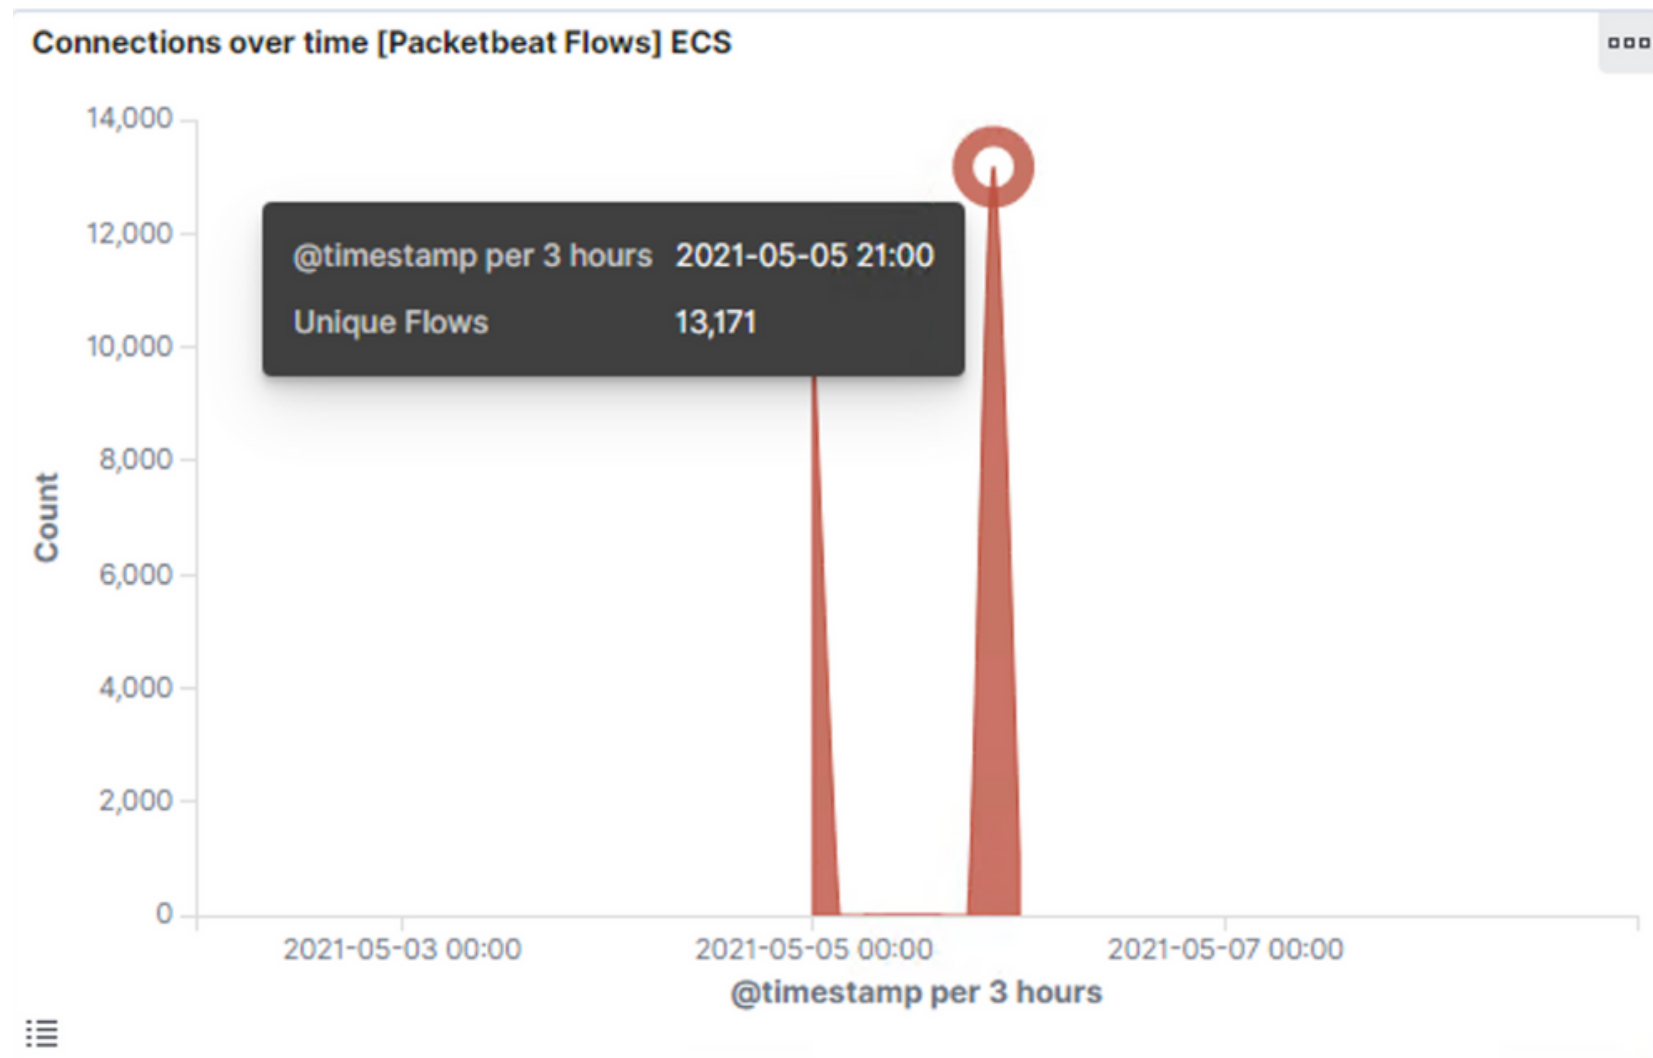 Connections over time [Packetbeat Flows] ECS
14,000
12,000
@timestamp per 3 hours 2021-05-05 21:00
Unique Flows 13,171
10,000
8,000
Count
6,000
4,000
2,000
0
2021-05-03 00:00 2021-05-05 00:00 2021-05-07 00:00
@timestamp per 3 hours